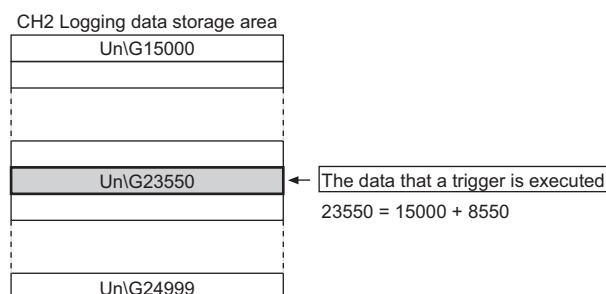 CH2 Logging data storage area
Un\G15000
Un\G23550
The data that a trigger is executed
23550 = 15000 + 8550
Un\G24999